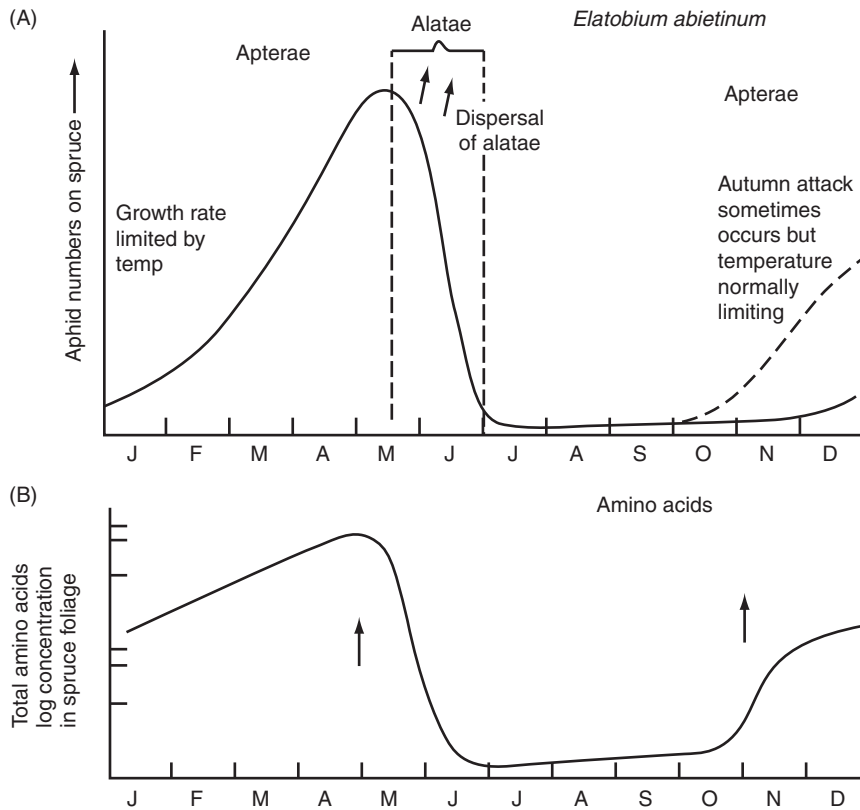 (A)
Alatae
Elatobium abietinum
Apterae
Apterae
Dispersal
of alatae
Growth rate
limited by
temp
Autumn attack
sometimes
occurs but
temperature
normally
limiting
Aphid numbers on spruce
J F M A M J J A S O N D
(B)
Amino acids
Total amino acids
log concentration
in spruce foliage
J F M A M J J A S O N D